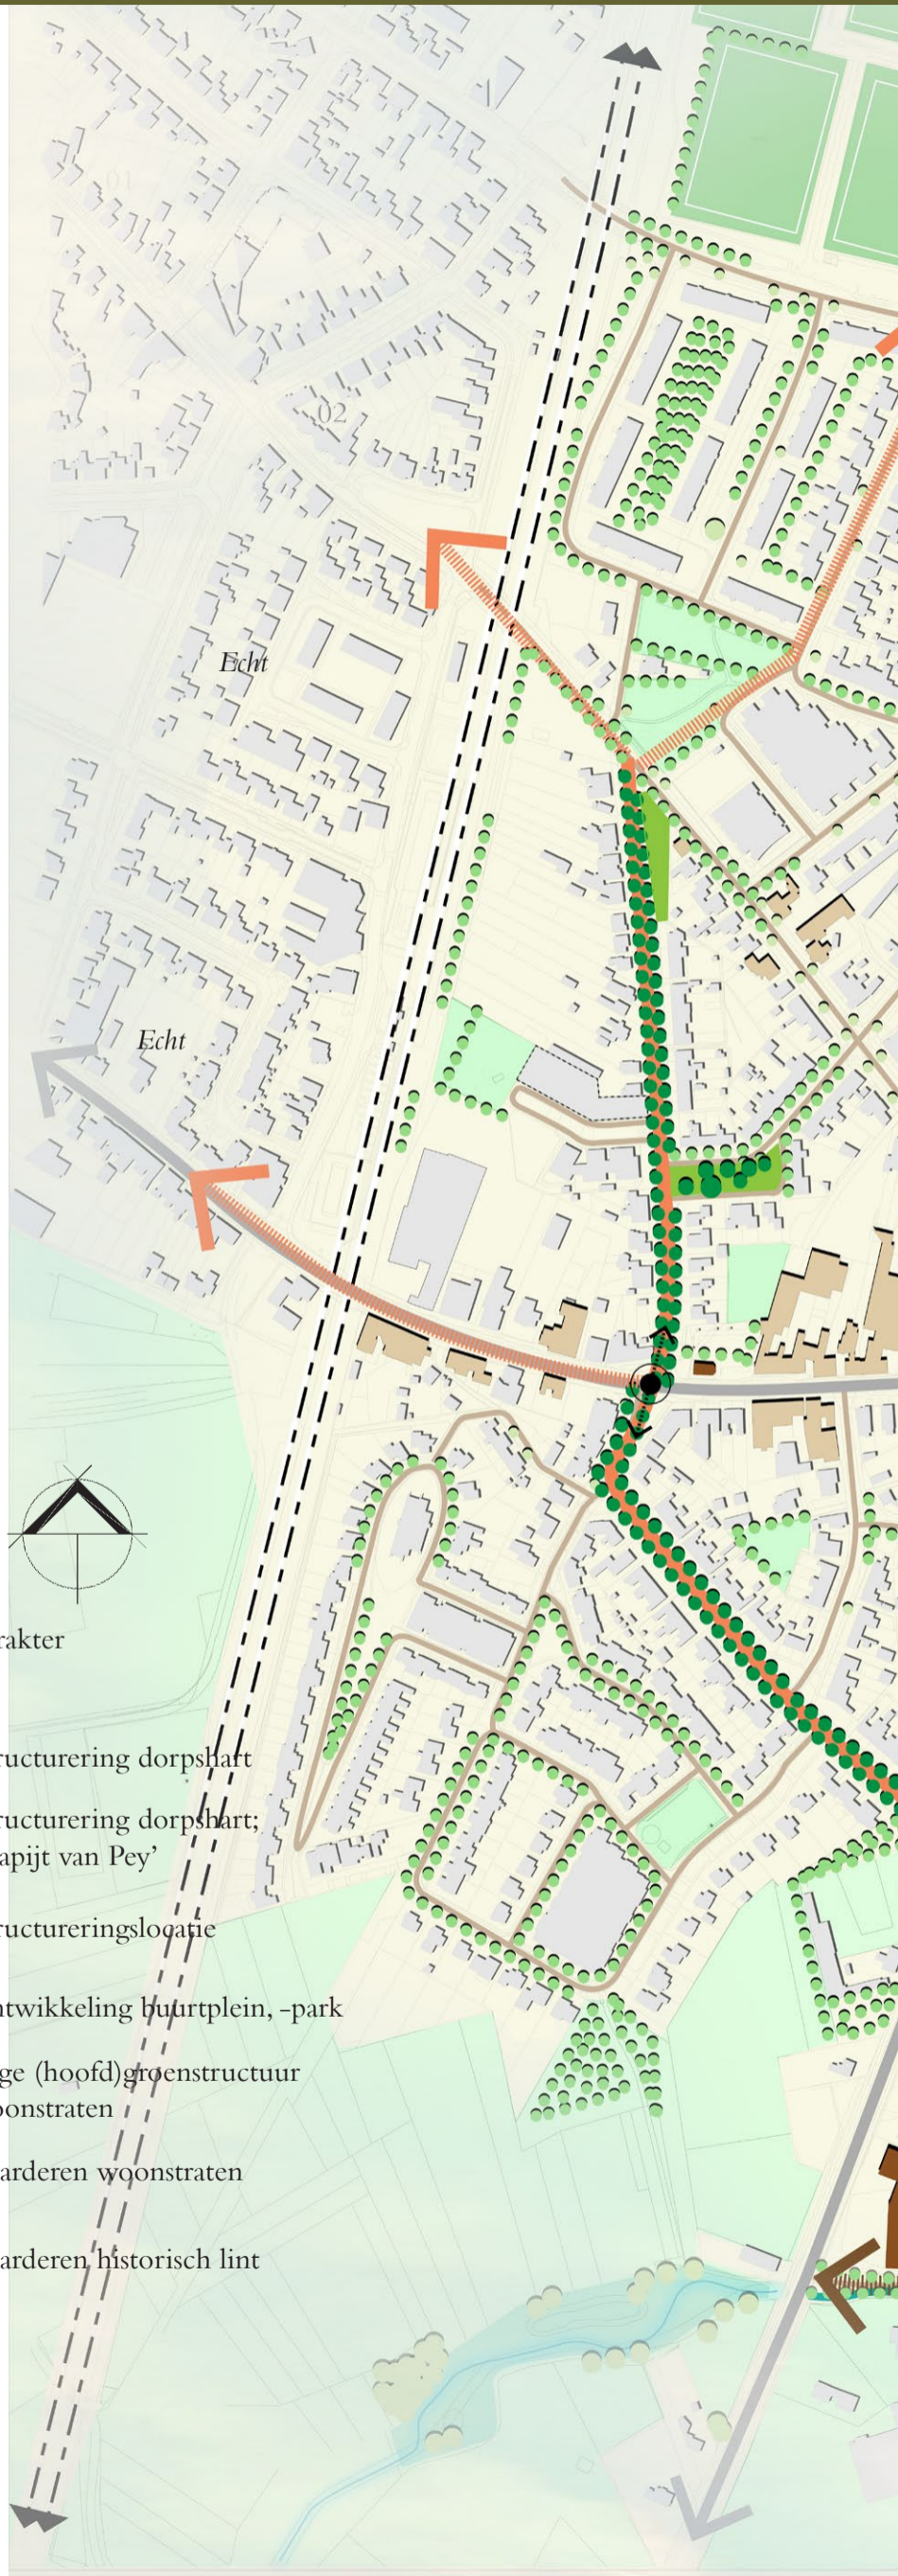 01
02
Echt
Echt
rakter
ructurering dorpshart
ructurering dorpshart;
apijt van Pey’
ructureringslocatie
ntwikkeling buurtplein, -park
ge (hoofd)groenstructuur
oonstraten
arderen woonstraten
arderen historisch lint